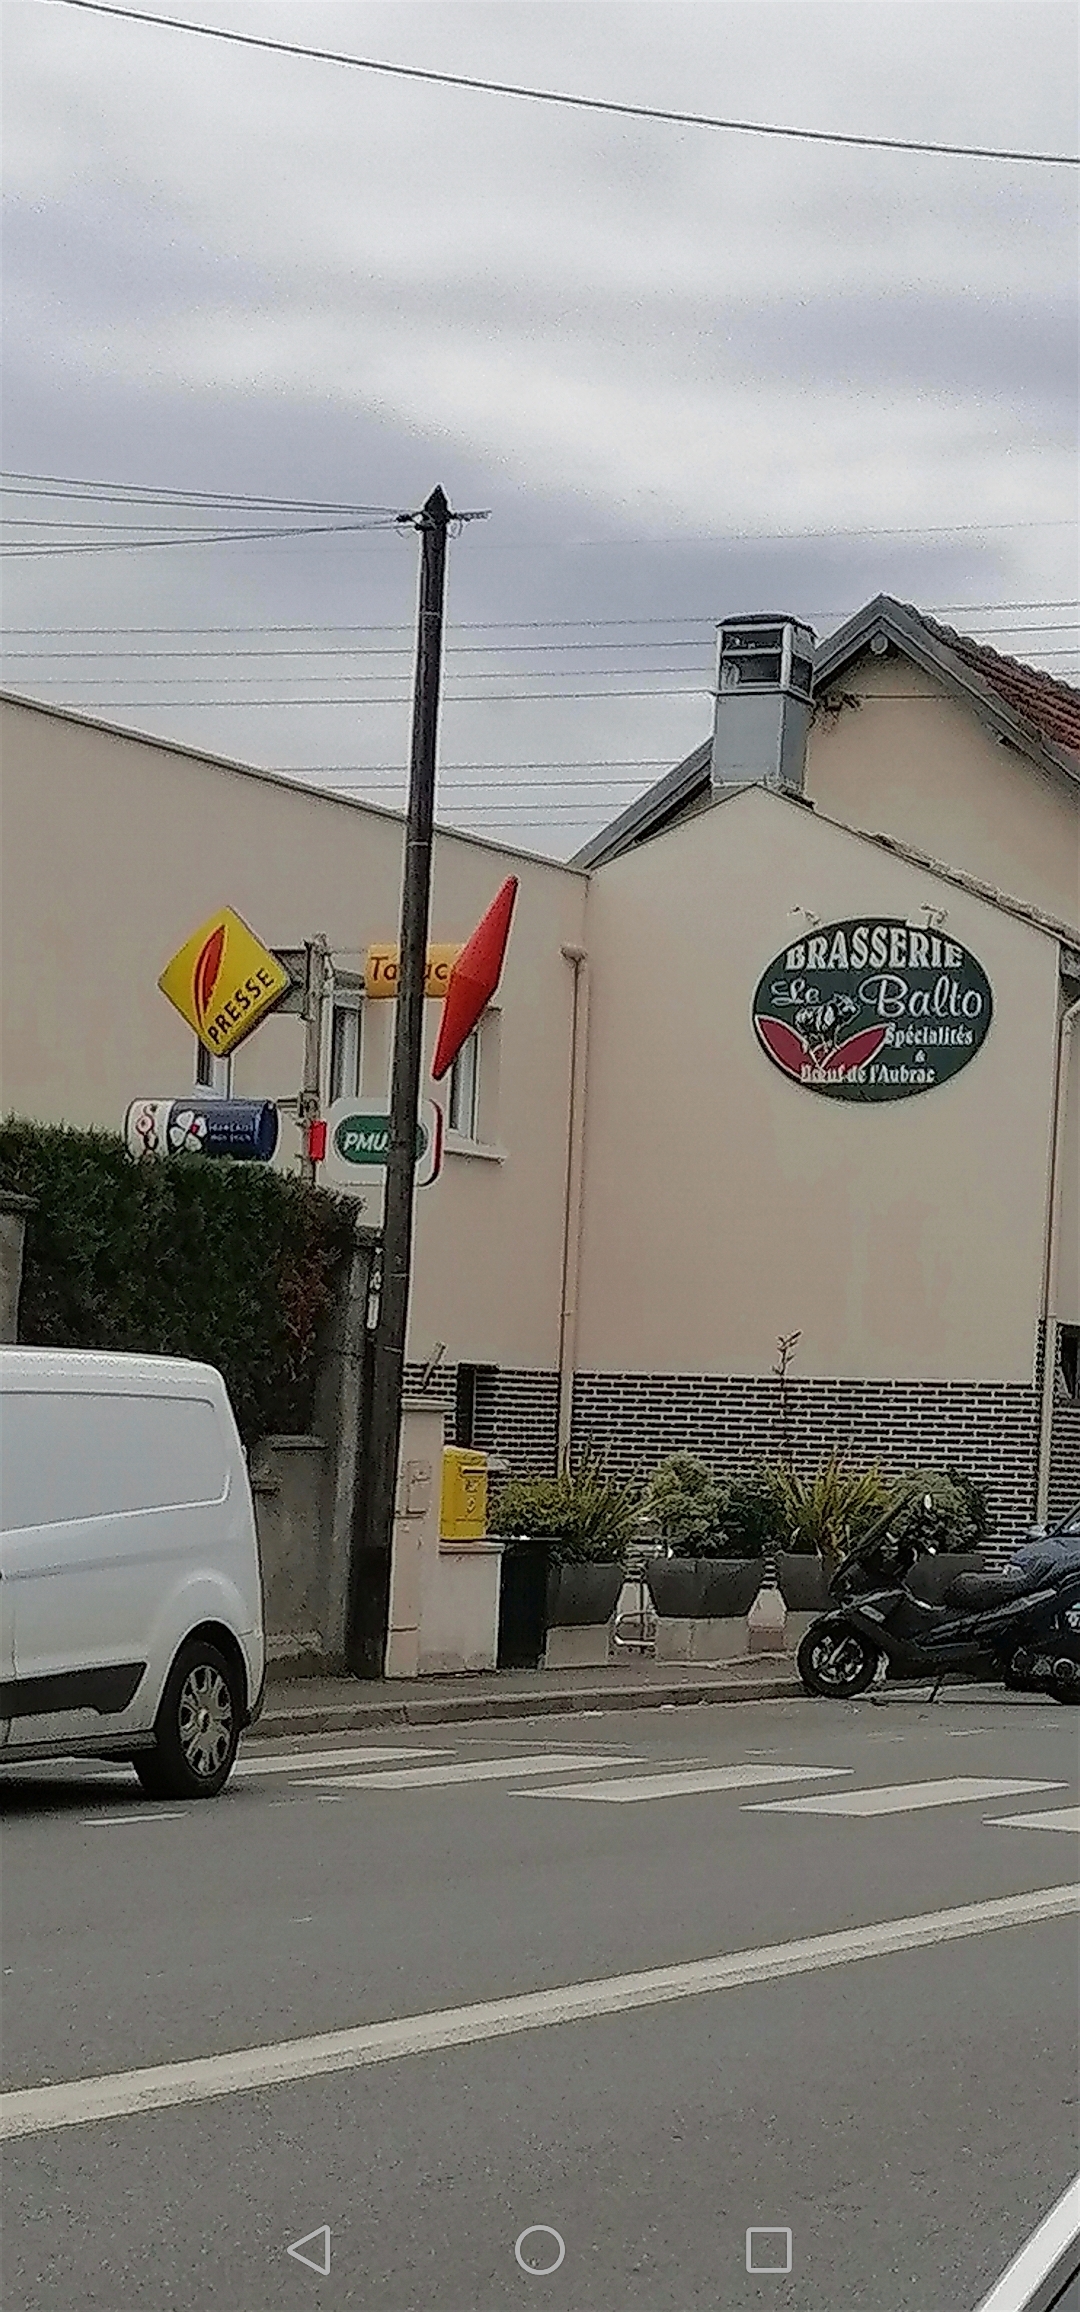 PRESSE
Tabac
PMU
BRASSERIE
Le Balto
Spécialités
&
Bœuf de l'Aubrac